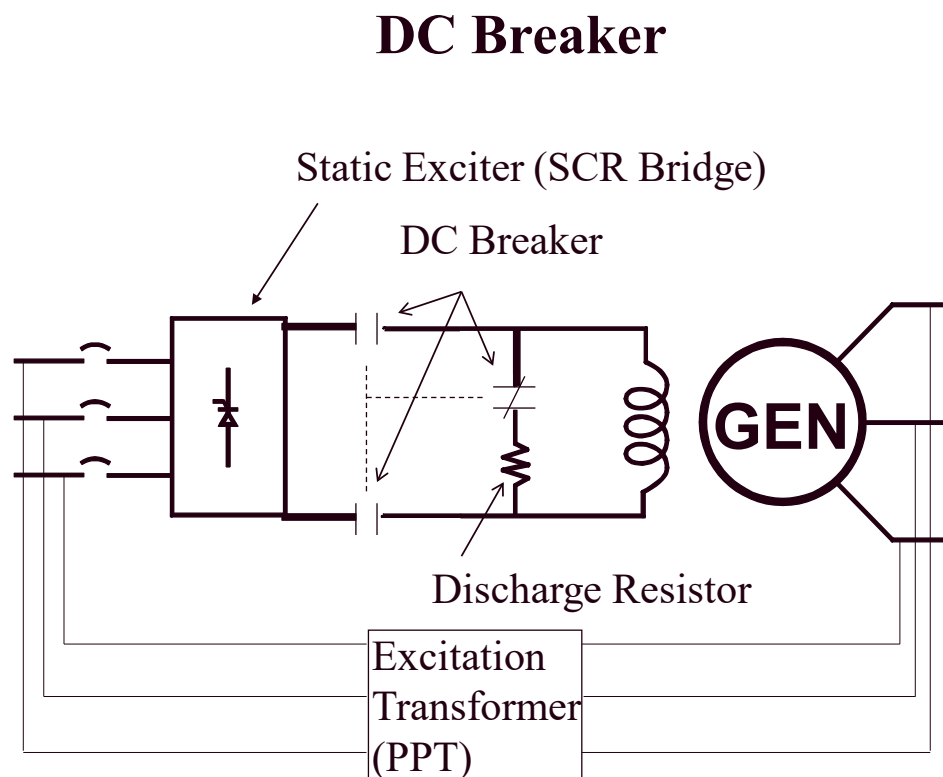 DC Breaker
Static Exciter (SCR Bridge)
DC Breaker
GEN
Discharge Resistor
Excitation
Transformer
(PPT)